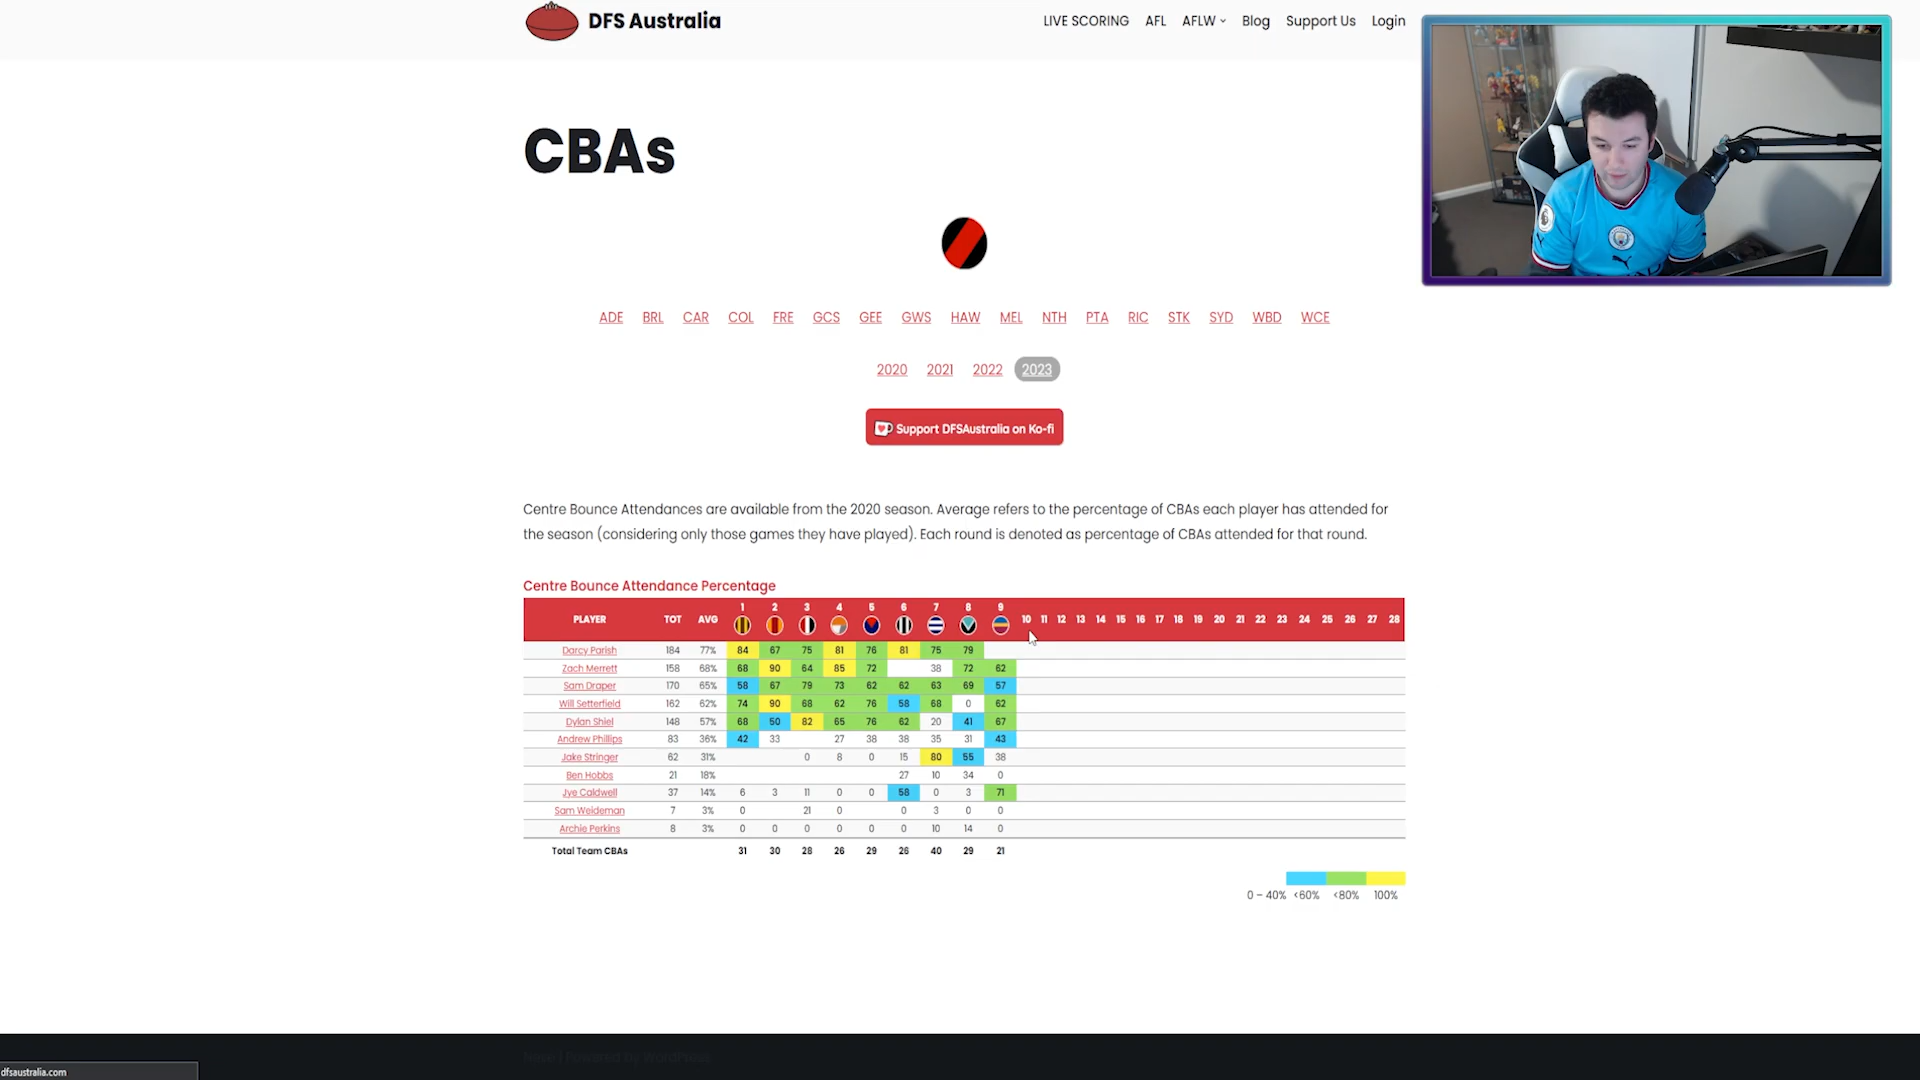 DFS Australia
LIVE SCORING AFL AFLW Blog Support Us Login
CBAs
ADE BRL CAR COL FRE GCS GEE GWS HAW MEL NTH PTA RIC STK SYD WBD WCE
2020 2021 2022 2023
Support DFSAustralia on Ko-fi
Centre Bounce Attendances are available from the 2020 season. Average refers to the percentage of CBAs each player has attended for
the season (considering only those games they have played). Each round is denoted as percentage of CBAs attended for that round.
Centre Bounce Attendance Percentage
PLAYER TOT AVG 1 2 3 4 5 6 7 8 9 10 11 12 13 14 15 16 17 18 19 20 21 22 23 24 25 26 27 28
Darcy Parish 184 77% 84 67 75 81 76 81 75 79
Zach Merrett 158 68% 68 90 64 85 72 38 72 62
Sam Draper 170 65% 58 67 79 73 62 62 63 69 57
Will Setterfield 162 62% 74 90 68 62 76 58 68 0 62
Dylan Shiel 148 57% 68 50 82 65 76 62 20 41 67
Andrew Phillips 83 36% 42 33 27 38 38 35 31 43
Jake Stringer 62 31% 0 8 0 15 80 55 38
Ben Hobbs 21 18% 27 10 34 0
Jye Caldwell 37 14% 6 3 11 0 0 58 0 3 71
Sam Weideman 7 3% 0 21 0 0 3 0 0
Archie Perkins 8 3% 0 0 0 0 0 0 10 14 0
Total Team CBAs 31 30 28 26 29 26 40 29 21
0 – 40% <60% <80% 100%
Neve | Powered by WordPress
dfsaustralia.com